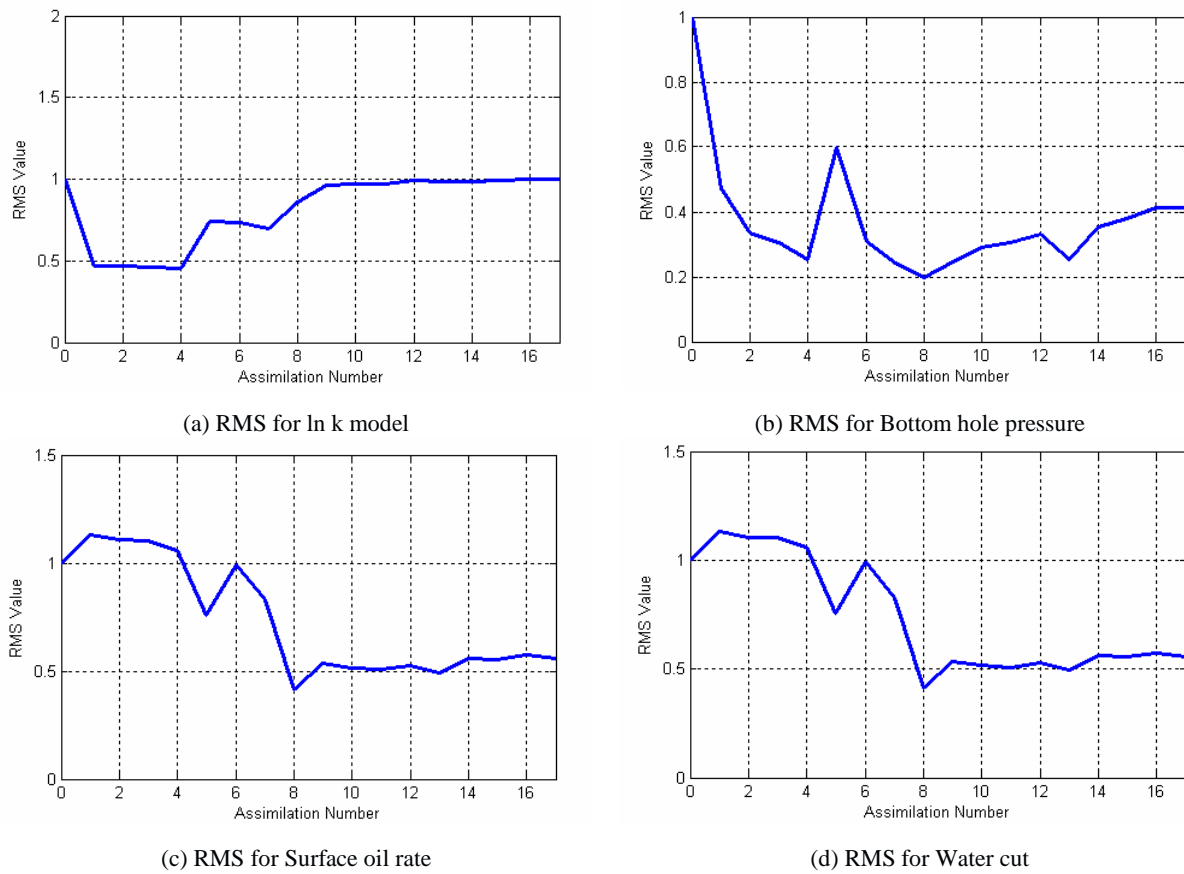 2
1.5
1
0.5
0
RMS Value
0 2 4 6 8 10 12 14 16
Assimilation Number
(a) RMS for ln k model
1
0.8
0.6
0.4
0.2
0
RMS Value
0 2 4 6 8 10 12 14 16
Assimilation Number
(b) RMS for Bottom hole pressure
1.5
1
0.5
0
RMS Value
0 2 4 6 8 10 12 14 16
Assimilation Number
(c) RMS for Surface oil rate
1.5
1
0.5
0
RMS Value
0 2 4 6 8 10 12 14 16
Assimilation Number
(d) RMS for Water cut